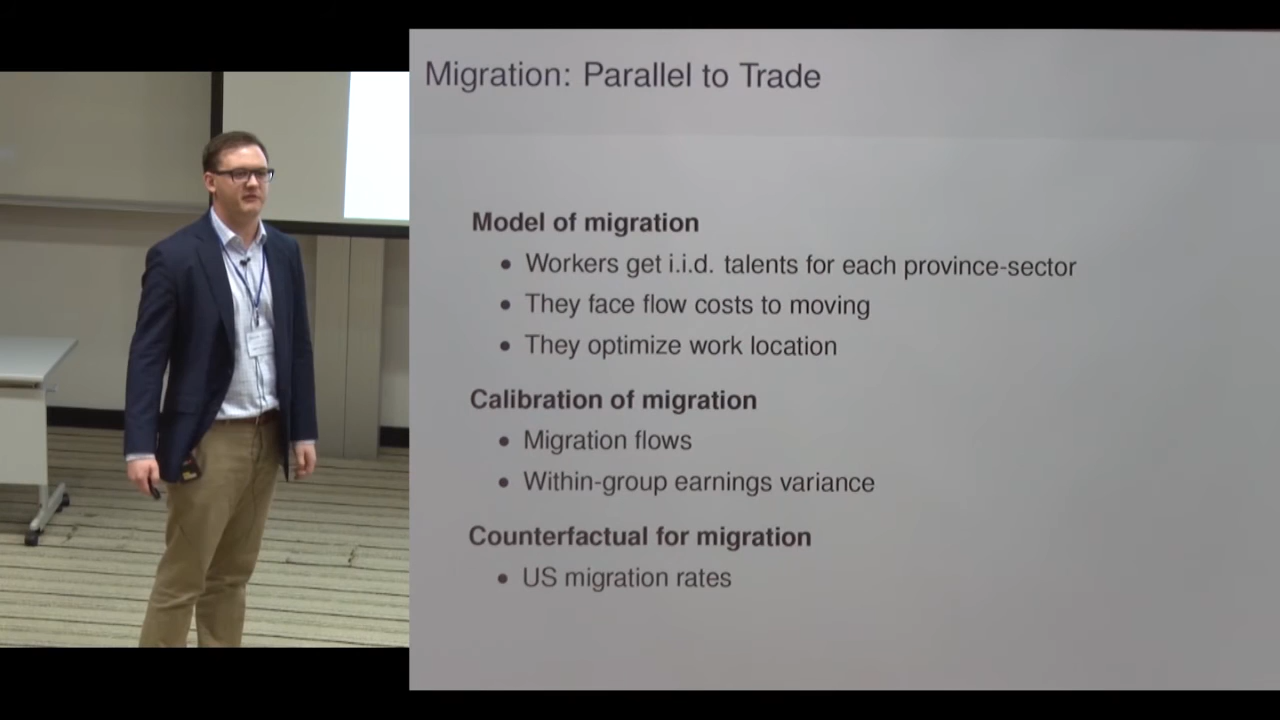 Migration: Parallel to Trade
Model of migration
• Workers get i.i.d. talents for each province-sector
• They face flow costs to moving
• They optimize work location
Calibration of migration
• Migration flows
• Within-group earnings variance
Counterfactual for migration
• US migration rates